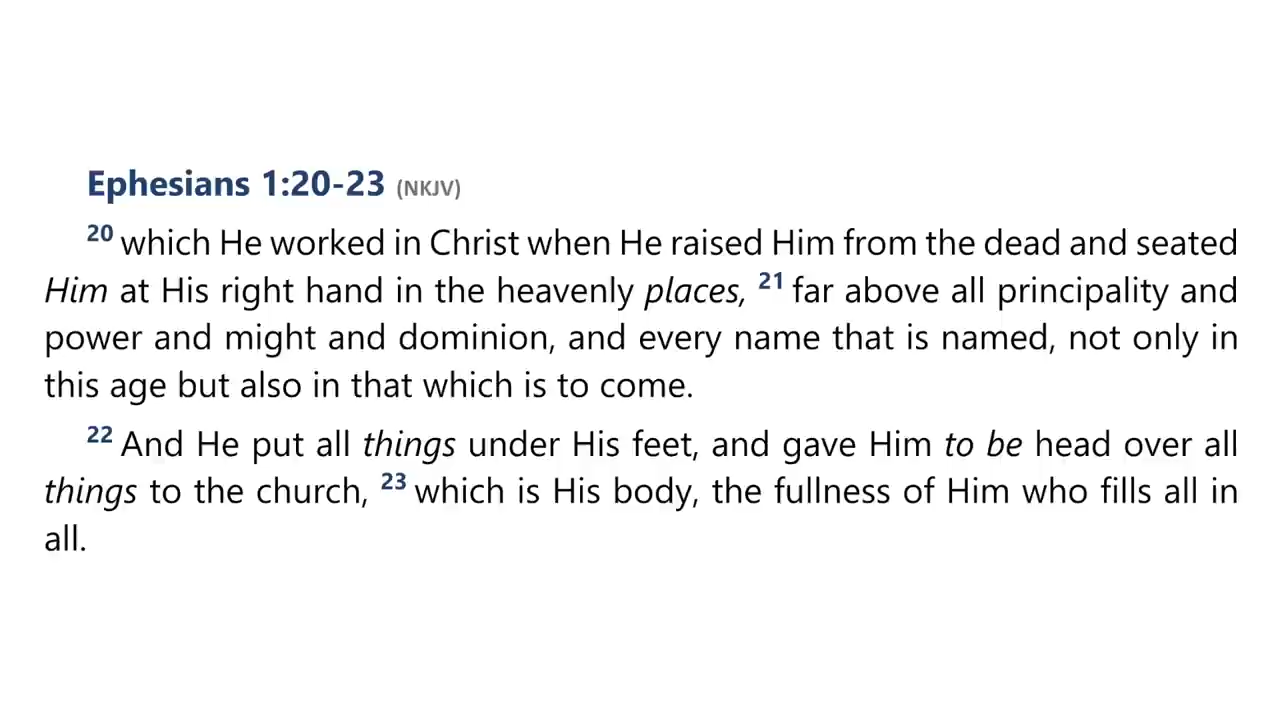 Ephesians 1:20-23 (NKJV)
20 which He worked in Christ when He raised Him from the dead and seated
Him at His right hand in the heavenly places, 21 far above all principality and
power and might and dominion, and every name that is named, not only in
this age but also in that which is to come.
22 And He put all things under His feet, and gave Him to be head over all
things to the church, 23 which is His body, the fullness of Him who fills all in
all.